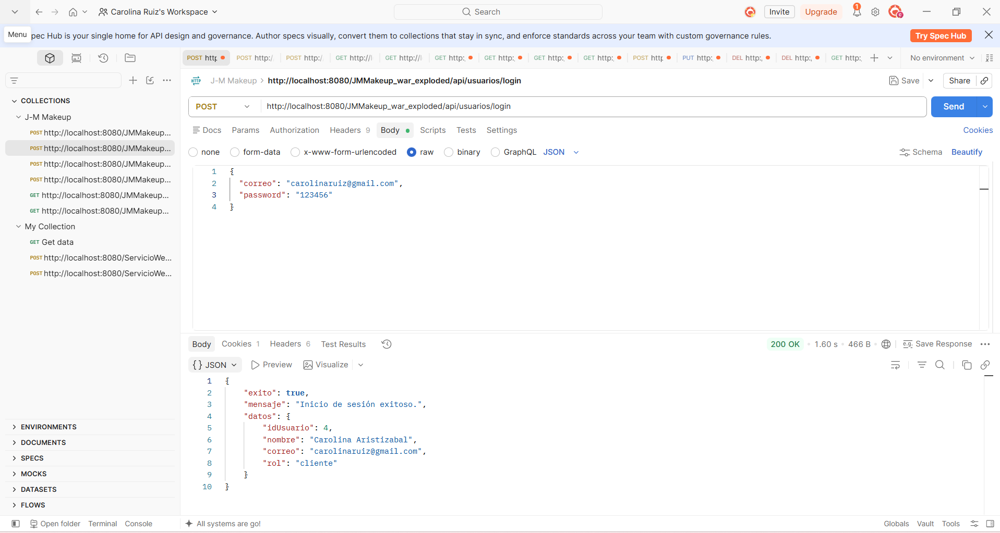 Carolina Ruiz's Workspace
Search
Invite
Upgrade
1
Menu
pec Hub is your single home for API design and governance. Author specs visually, convert them to collections that stay in sync, and enforce standards across your team with custom governance rules.
Try Spec Hub
POST http
POST http:/
POST http:/
GET http://l
GET http://l
GET http:
GET http:
GET http:
GET http:
POST http
PUT http:
DEL http:
DEL http:
GET http:
No environment
HTTP J-M Makeup > http://localhost:8080/JMMakeup_war_exploded/api/usuarios/login
Save
Share
COLLECTIONS
J-M Makeup
POST http://localhost:8080/JMMakeup...
POST http://localhost:8080/JMMakeup...
POST http://localhost:8080/JMMakeup...
POST http://localhost:8080/JMMakeup...
GET http://localhost:8080/JMMakeup...
GET http://localhost:8080/JMMakeup...
My Collection
GET Get data
POST http://localhost:8080/ServicioWe...
POST http://localhost:8080/ServicioWe...
ENVIRONMENTS
DOCUMENTS
SPECS
MOCKS
DATASETS
FLOWS
POST http://localhost:8080/JMMakeup_war_exploded/api/usuarios/login
Send
Docs Params Authorization Headers 9 Body Scripts Tests Settings
Cookies
none form-data x-www-form-urlencoded raw binary GraphQL JSON
Schema Beautify
1 {
2 "correo": "carolinaruiz@gmail.com",
3 "password": "123456"
4 }
Body Cookies 1 Headers 6 Test Results
200 OK 1.60 s 466 B e.g. Save Response
{} JSON Preview Visualize
1 {
2 "exito": true,
3 "mensaje": "Inicio de sesión exitoso.",
4 "datos": {
5 "idUsuario": 4,
6 "nombre": "Carolina Aristizabal",
7 "correo": "carolinaruiz@gmail.com",
8 "rol": "cliente"
9 }
10 }
Open folder Terminal Console
All systems are go!
Globals Vault Tools